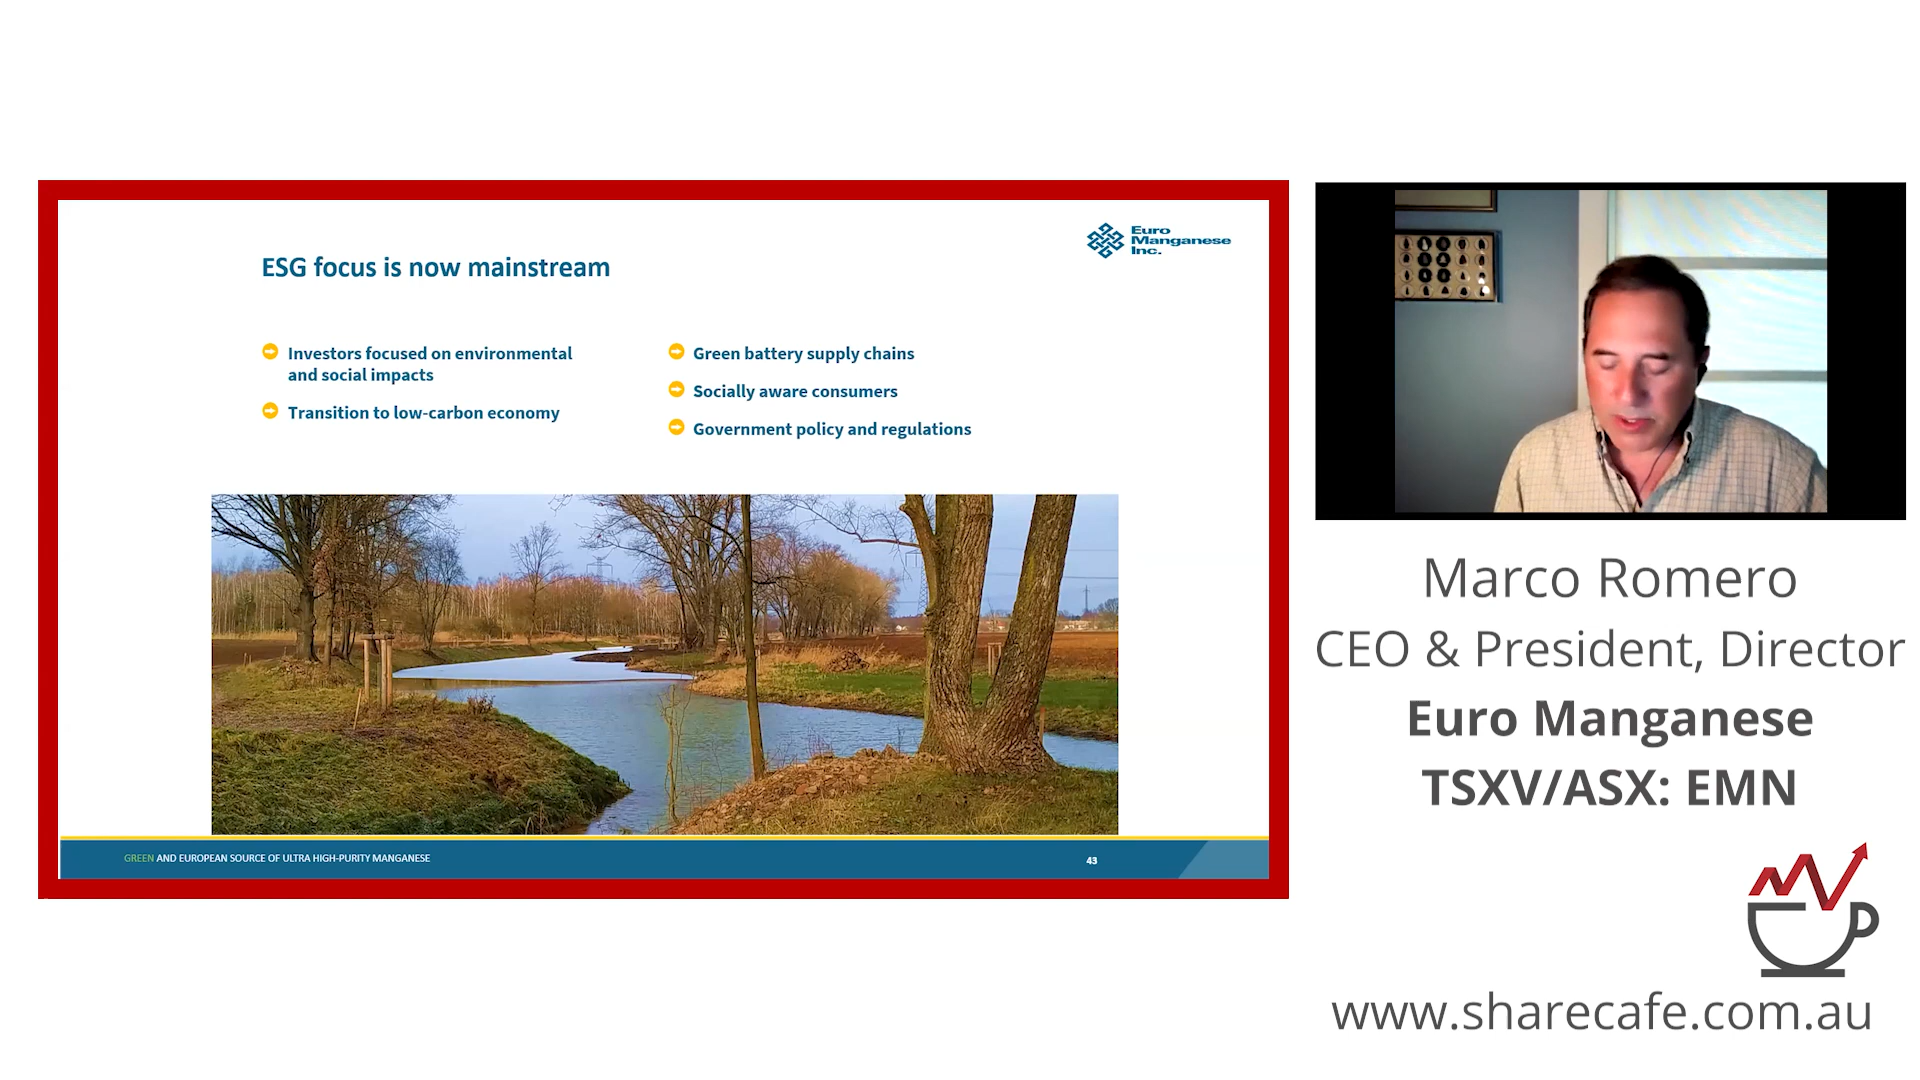 Euro
Manganese
Inc.
ESG focus is now mainstream
Investors focused on environmental
and social impacts
Transition to low-carbon economy
Green battery supply chains
Socially aware consumers
Government policy and regulations
GREEN AND EUROPEAN SOURCE OF ULTRA HIGH-PURITY MANGANESE
43
Marco Romero
CEO & President, Director
Euro Manganese
TSXV/ASX: EMN
www.sharecafe.com.au